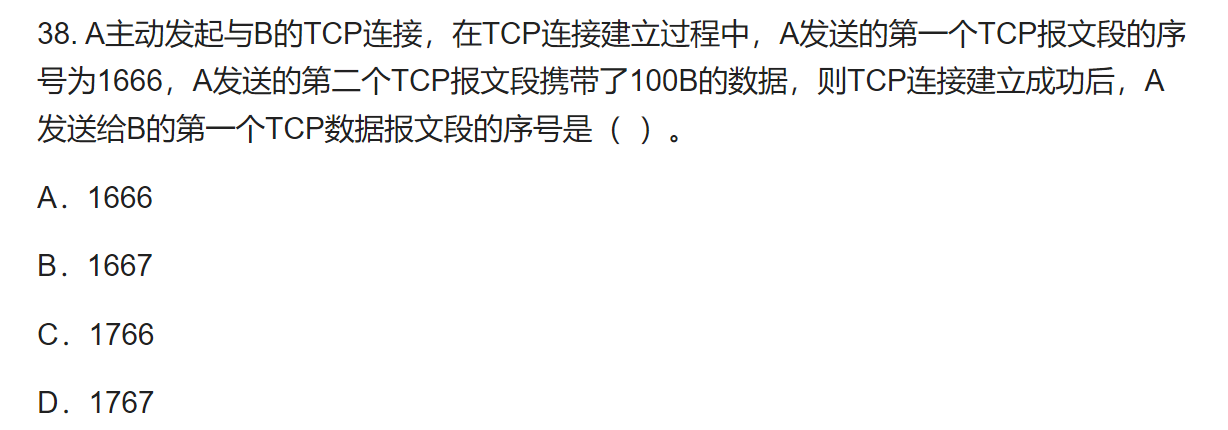 38. A主动发起与B的TCP连接，在TCP连接建立过程中，A发送的第一个TCP报文段的序
号为1666，A发送的第二个TCP报文段携带了100B的数据，则TCP连接建立成功后，A
发送给B的第一个TCP数据报文段的序号是（ ）。
A．1666
B．1667
C．1766
D．1767